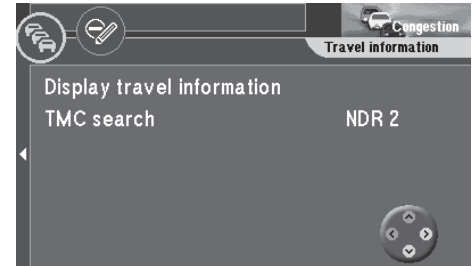 Congestion
Travel information
Display travel information
TMC search NDR 2